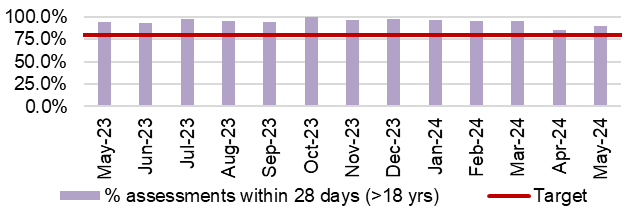 100.0%
75.0%
50.0%
25.0%
0.0%
May-23
Jun-23
Jul-23
Aug-23
Sep-23
Oct-23
Nov-23
Dec-23
Jan-24
Feb-24
Mar-24
Apr-24
May-24
% assessments within 28 days (>18 yrs)
Target